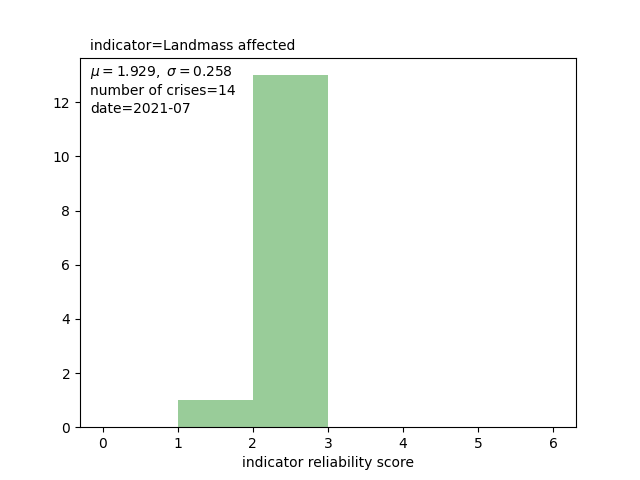 indicator=Landmass affected
μ = 1.929, σ = 0.258
number of crises=14
date=2021-07
12
10
8
6
4
2
0
0 1 2 3 4 5 6
indicator reliability score